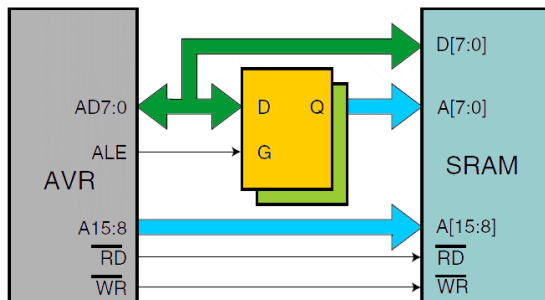 D[7:0]
AD7:0 D Q A[7:0]
ALE G
AVR SRAM
A15:8 A[15:8]
RD RD
WR WR